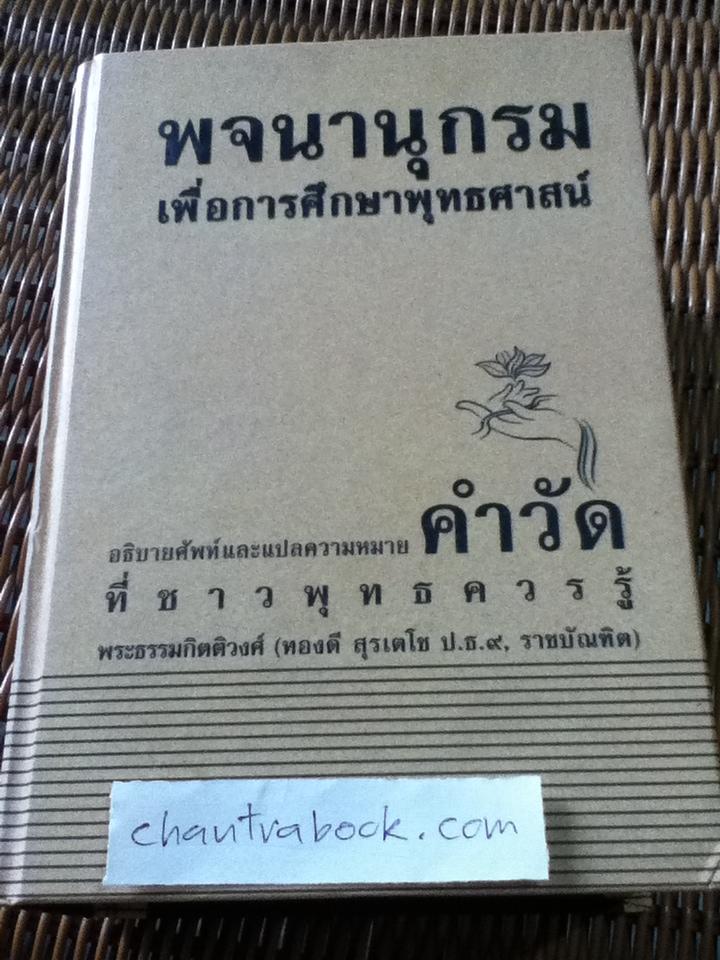 พจนานุกรม
เพื่อการศึกษาพุทธศาสน์
อธิบายศัพท์และแปลความหมาย คำวัด
ที่ชาวพุทธควรรู้
พระธรรมกิตติวงศ์ (ทองดี สุรเตโช ป.ธ.๙, ราชบัณฑิต)
chantrabook.com